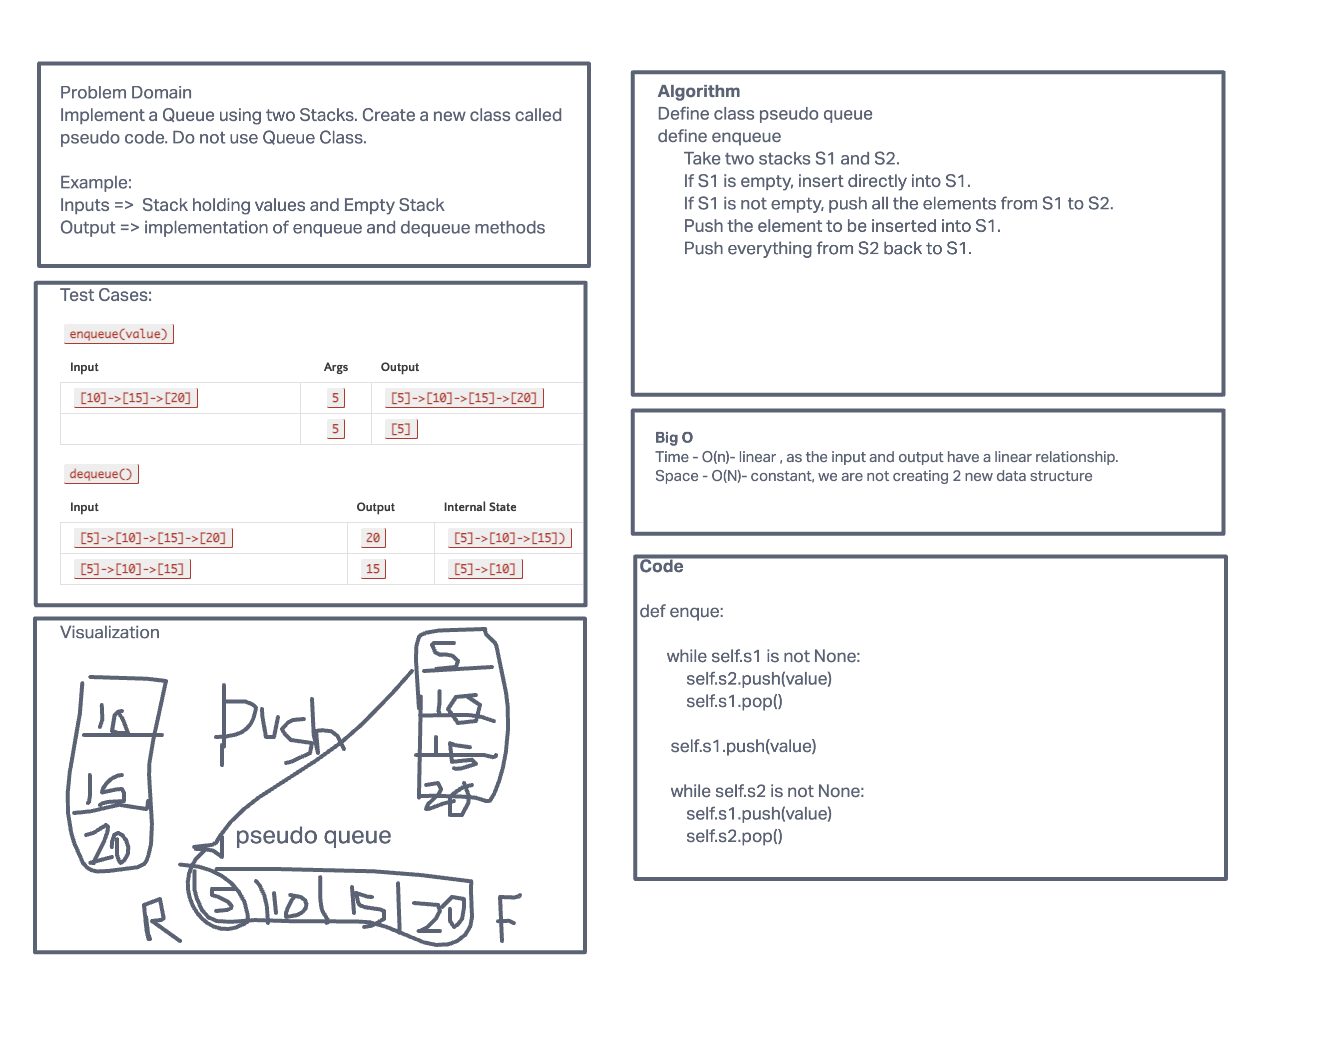 Problem Domain
Implement a Queue using two Stacks. Create a new class called
pseudo code. Do not use Queue Class.
Example:
Inputs => Stack holding values and Empty Stack
Output => implementation of enqueue and dequeue methods
Test Cases:
enqueue(value)
Input Args Output
[10]->[15]->[20] 5 [5]->[10]->[15]->[20]
5 [5]
dequeue()
Input Output Internal State
[5]->[10]->[15]->[20] 20 [5]->[10]->[15])
[5]->[10]->[15] 15 [5]->[10]
Visualization
10
15
20
push
5
10
15
20
pseudo queue
R 5 10 15 20 F
Algorithm
Define class pseudo queue
define enqueue
Take two stacks S1 and S2.
If S1 is empty, insert directly into S1.
If S1 is not empty, push all the elements from S1 to S2.
Push the element to be inserted into S1.
Push everything from S2 back to S1.
Big O
Time - O(n)- linear , as the input and output have a linear relationship.
Space - O(N)- constant, we are not creating 2 new data structure
Code
def enque:
while self.s1 is not None:
self.s2.push(value)
self.s1.pop()
self.s1.push(value)
while self.s2 is not None:
self.s1.push(value)
self.s2.pop()